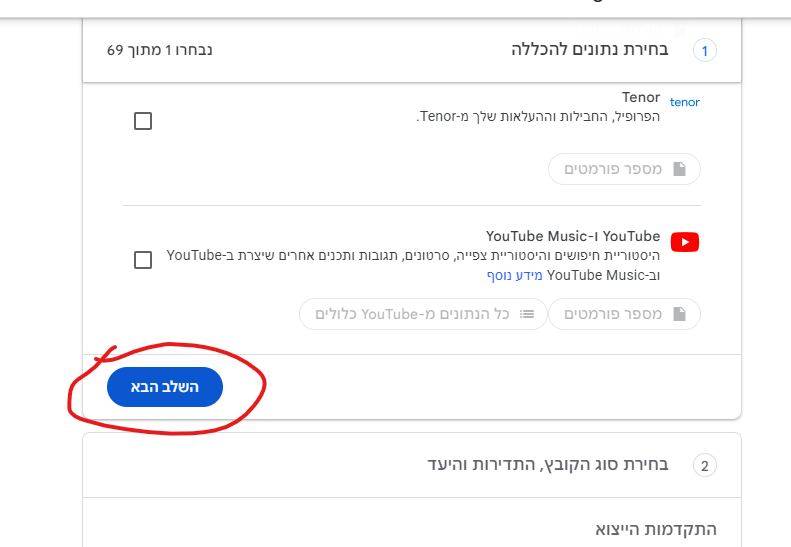 1 בחירת נתונים להכללה
נבחרו 1 מתוך 69
tenor
Tenor
הפרופיל, החבילות וההעלאות שלך מ-Tenor.
מספר פורמטים
YouTube ו-YouTube Music
היסטוריית חיפושים והיסטוריית צפייה, סרטונים, תגובות ותכנים אחרים שיצרת ב-YouTube
וב-YouTube Music מידע נוסף
מספר פורמטים
כל הנתונים מ-YouTube כלולים
השלב הבא
2 בחירת סוג הקובץ, התדירות והיעד
התקדמות הייצוא